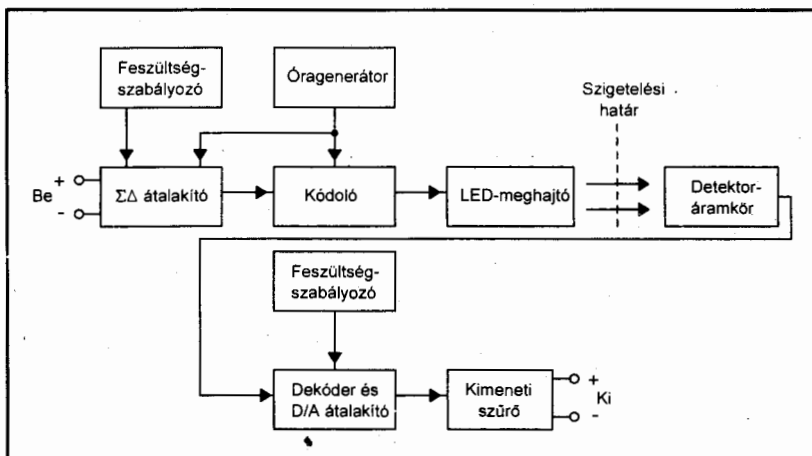 Feszültség-
szabályozó
Óragenerátor
Szigetelési
határ
Be
+
-
ΣΔ átalakító
Kódoló
LED-meghajtó
Detektor-
áramkör
Feszültség-
szabályozó
Dekóder és
D/A átalakító
Kimeneti
szűrő
+
Ki
-